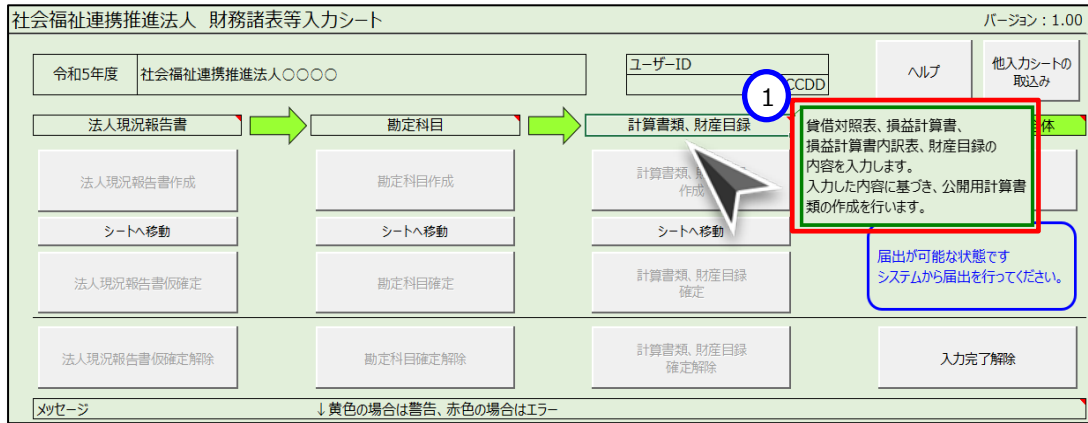 社会福祉連携推進法人 財務諸表等入力シート
バージョン：1.00
令和5年度
社会福祉連携推進法人○○○○
ユーザーID
CCDD
ヘルプ
他入力シートの
取込み
1
法人現況報告書
勘定科目
計算書類、財産目録
体
貸借対照表、損益計算書、
損益計算書内訳表、財産目録の
内容を入力します。
入力した内容に基づき、公開用計算書
類の作成を行います。
法人現況報告書作成
勘定科目作成
計算書類、
作成
シートへ移動
シートへ移動
シートへ移動
法人現況報告書仮確定
勘定科目確定
計算書類、財産目録
確定
届出が可能な状態です
システムから届出を行ってください。
法人現況報告書仮確定解除
勘定科目確定解除
計算書類、財産目録
確定解除
入力完了解除
メッセージ
↓黄色の場合は警告、赤色の場合はエラー